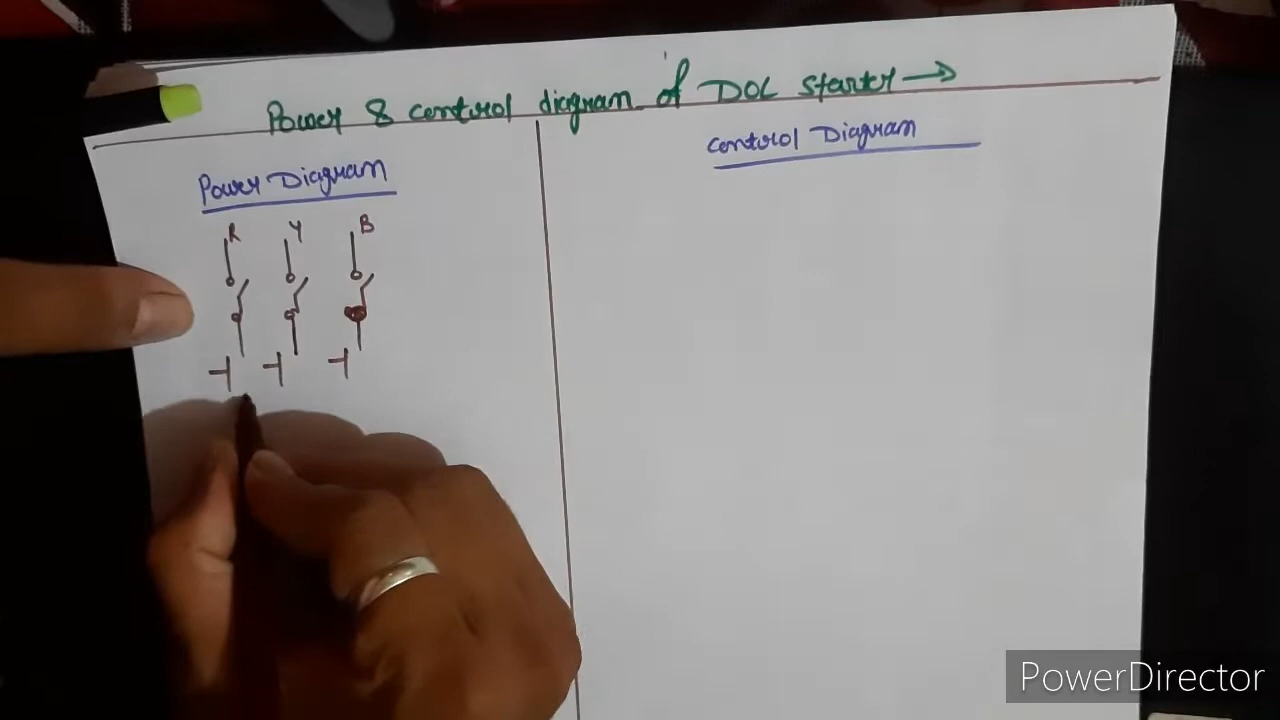 Power & control diagram of DOL starter →
Power Diagram
Control Diagram
R Y B
PowerDirector